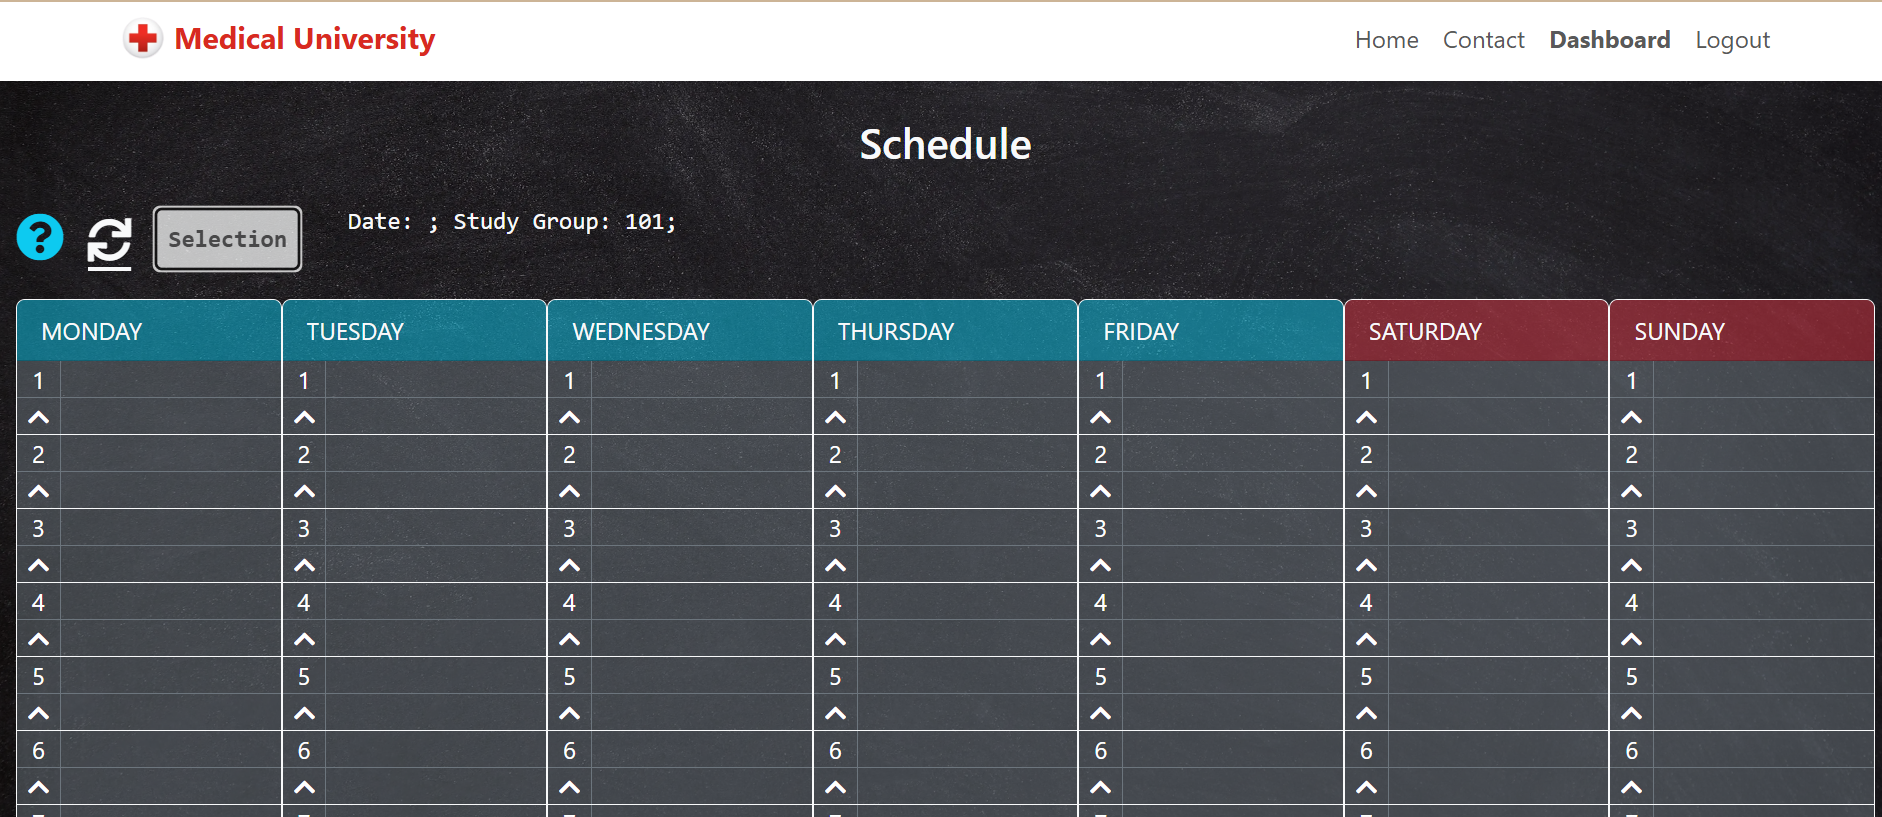 Medical University
Home Contact Dashboard Logout
Schedule
? Selection Date: ; Study Group: 101;
MONDAY TUESDAY WEDNESDAY THURSDAY FRIDAY SATURDAY SUNDAY
1 1 1 1 1 1 1
2 2 2 2 2 2 2
3 3 3 3 3 3 3
4 4 4 4 4 4 4
5 5 5 5 5 5 5
6 6 6 6 6 6 6